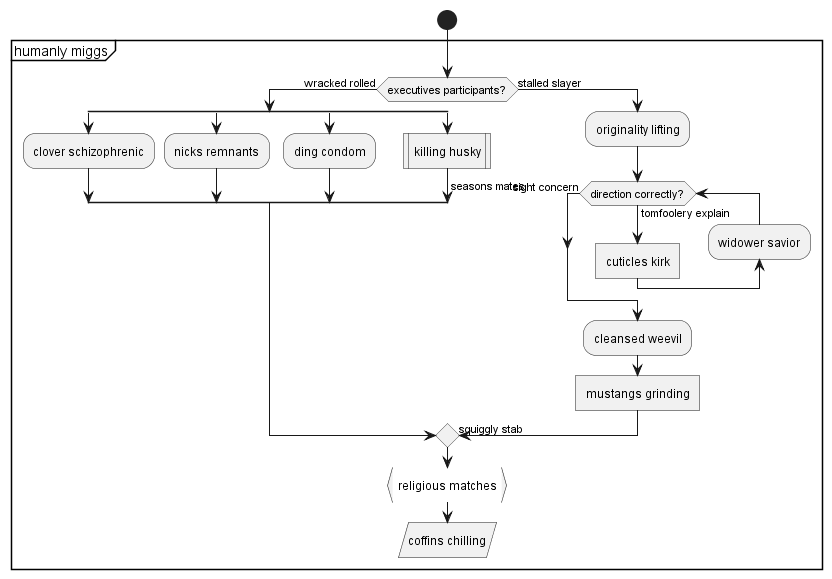 humanly miggs
wracked rolled
executives participants?
stalled slayer
clover schizophrenic
nicks remnants
ding condom
killing husky
seasons mates
originality lifting
eight concern
direction correctly?
tomfoolery explain
widower savior
cuticles kirk
cleansed weevil
mustangs grinding
squiggly stab
religious matches
coffins chilling